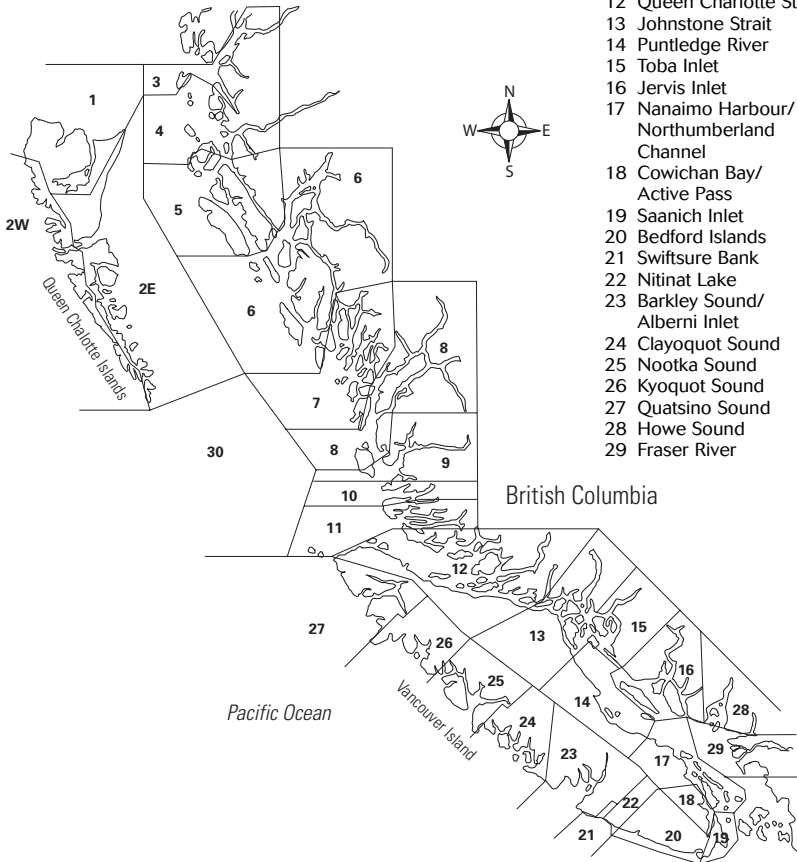 12 Queen Charlotte St
13 Johnstone Strait
14 Puntledge River
15 Toba Inlet
16 Jervis Inlet
17 Nanaimo Harbour/
Northumberland
Channel
18 Cowichan Bay/
Active Pass
19 Saanich Inlet
20 Bedford Islands
21 Swiftsure Bank
22 Nitinat Lake
23 Barkley Sound/
Alberni Inlet
24 Clayoquot Sound
25 Nootka Sound
26 Kyoquot Sound
27 Quatsino Sound
28 Howe Sound
29 Fraser River
N
W E
S
1
3
4
5
6
2W
2E
6
Queen Chalotte Islands
8
7
30
8
9
10
11
British Columbia
12
27
13
15
26
16
25
14
28
Pacific Ocean
Vancouver Island
24
23
29
17
22
18
21
20
19